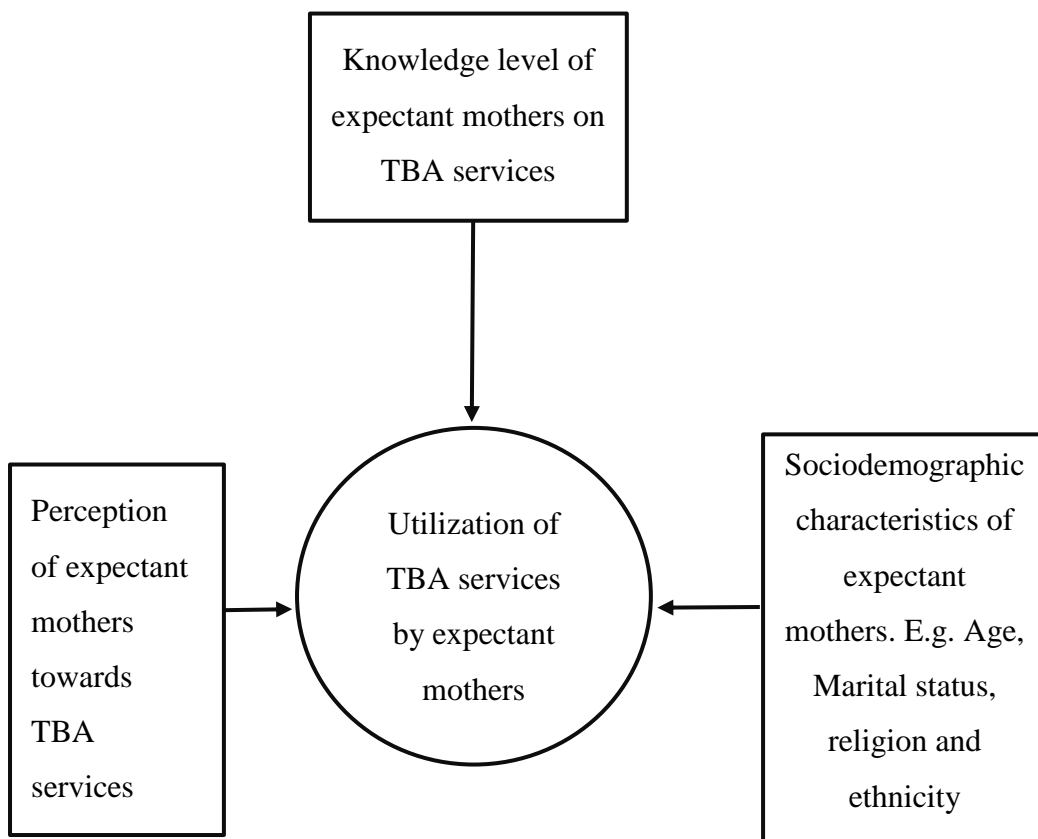 Knowledge level of
expectant mothers on
TBA services
Perception
of expectant
mothers
towards
TBA
services
Utilization of
TBA services
by expectant
mothers
Sociodemographic
characteristics of
expectant
mothers. E.g. Age,
Marital status,
religion and
ethnicity